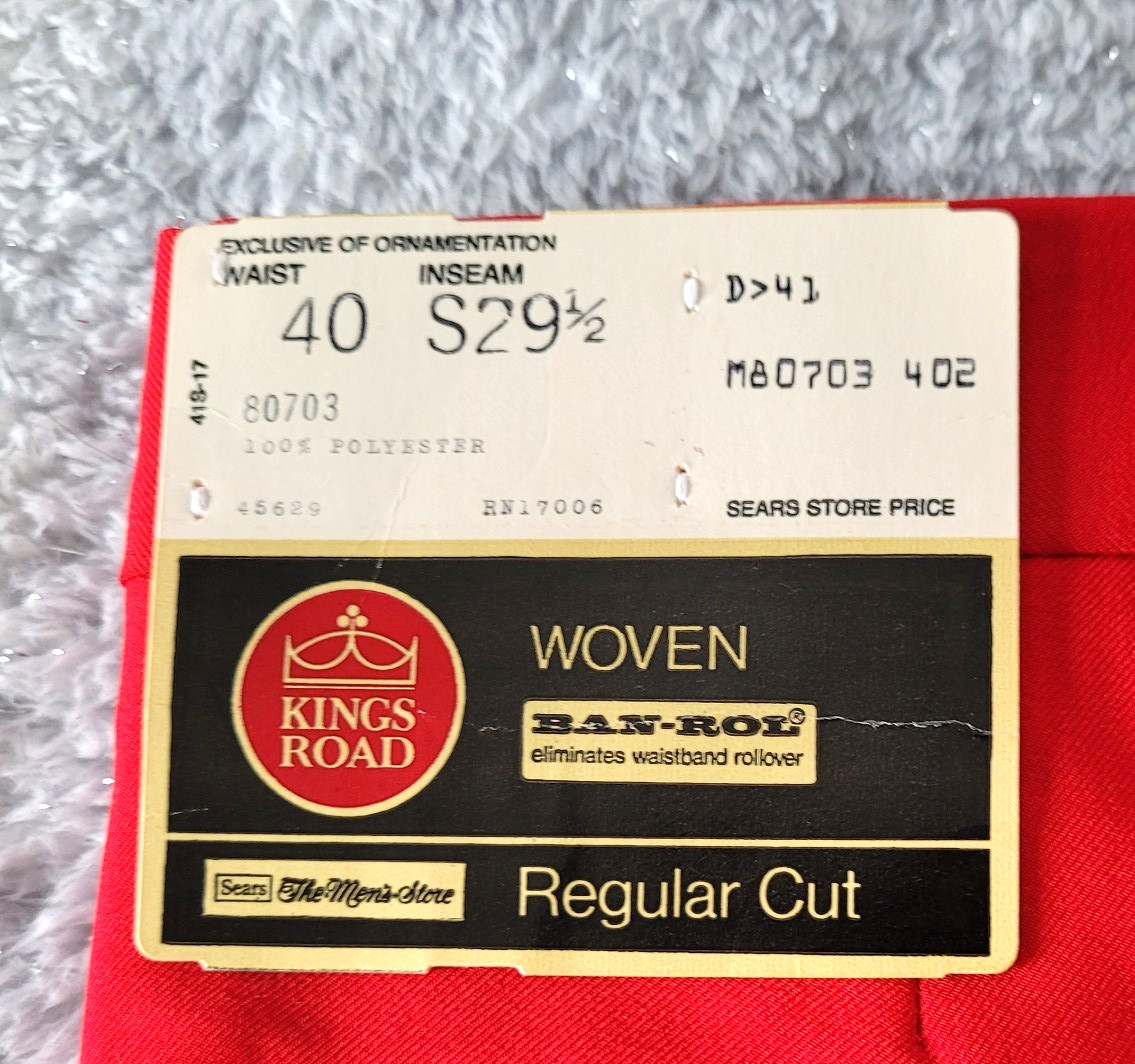 EXCLUSIVE OF ORNAMENTATION
WAIST INSEAM
40 S29½
D>41
M80703 402
41S-17
80703
100% POLYESTER
45629 RN17006
SEARS STORE PRICE
KINGS
ROAD
WOVEN
BAN-ROL®
eliminates waistband rollover
Sears The Men's Store
Regular Cut